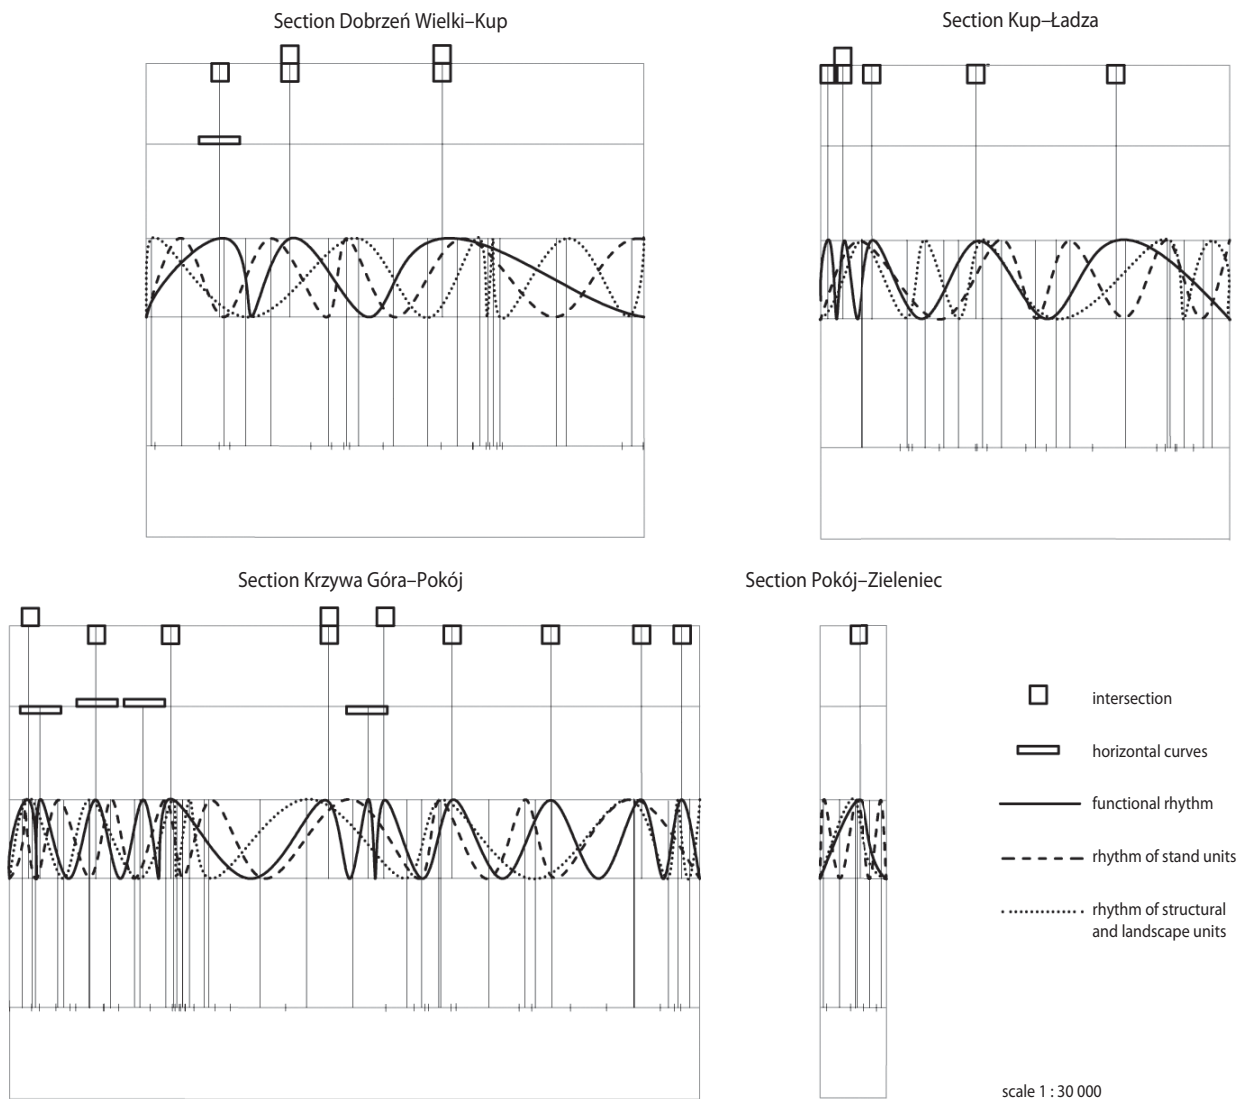 Section Dobrzeń Wielki–Kup
Section Kup–Ładza
Section Krzywa Góra–Pokój
Section Pokój–Zieleniec
intersection
horizontal curves
functional rhythm
rhythm of stand units
rhythm of structural
and landscape units
scale 1 : 30 000